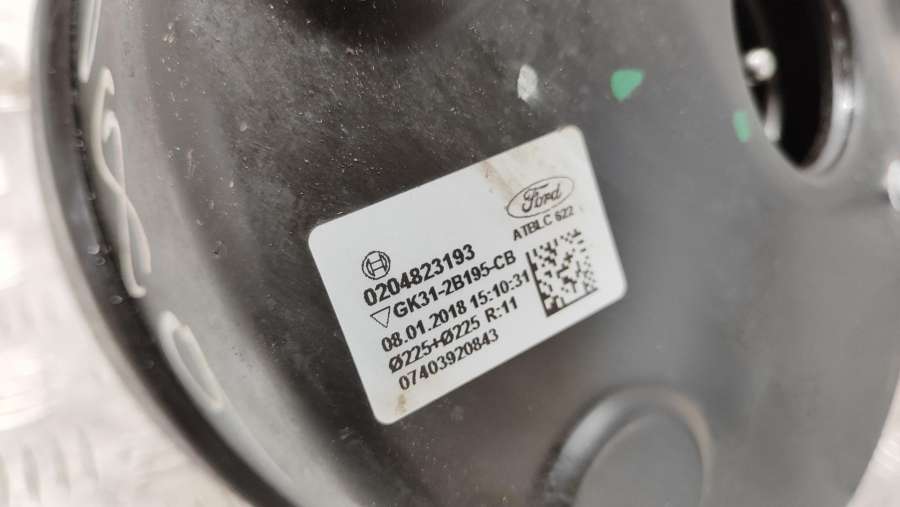 Ford
ATBLC 622
0204823193
GK31-2B195-CB
08.01.2018 15:10:31
Ø225+Ø225 R:11
07403920843